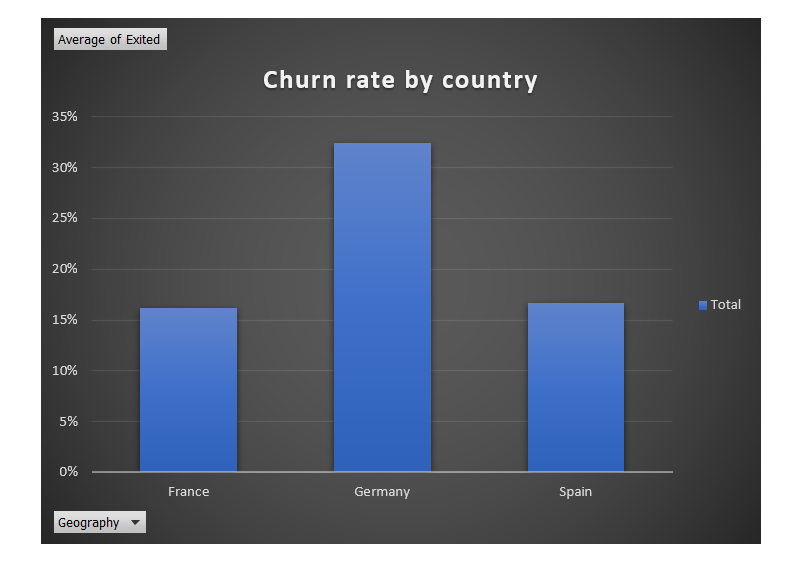 Average of Exited
Churn rate by country
35%
30%
25%
20%
15%
10%
5%
0%
France Germany Spain
Total
Geography